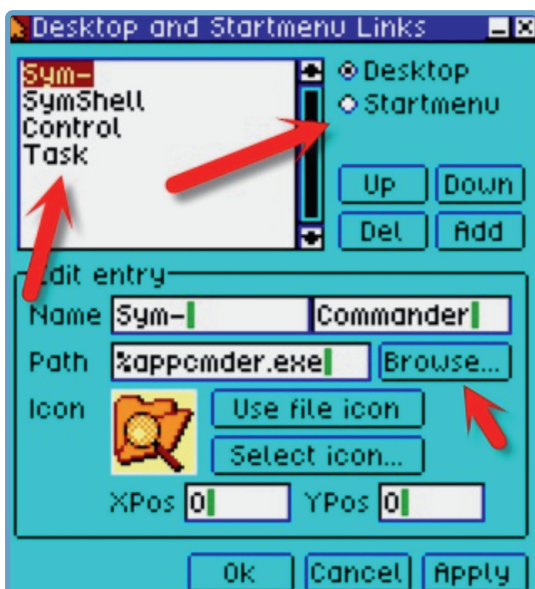 Desktop and Startmenu Links
Sym-
SymShell
Control
Task
Desktop
Startmenu
Up Down
Del Add
Edit entry
Name Sym- Commander
Path %appcmder.exe Browse...
Icon Use file icon
Select icon...
XPos 0 YPos 0
Ok Cancel Apply